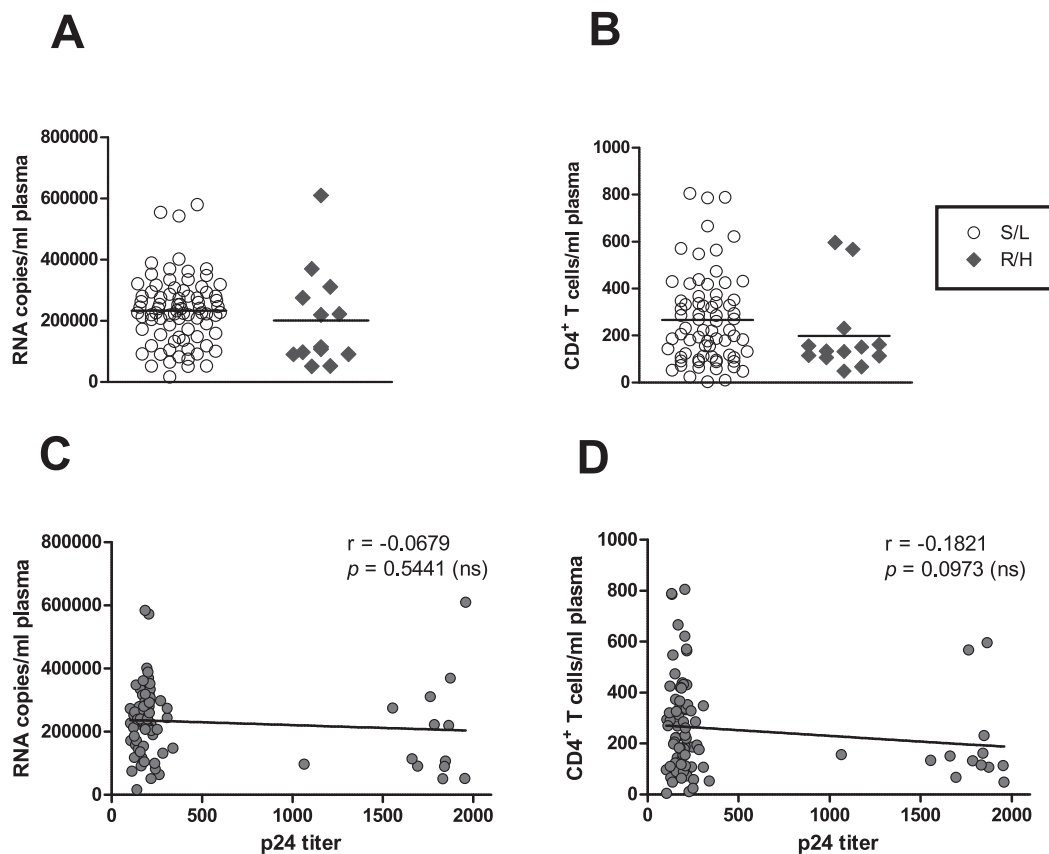 A
B
RNA copies/ml plasma
800000
600000
400000
200000
0
CD4⁺ T cells/ml plasma
1000
800
600
400
200
0
S/L
R/H
C
D
RNA copies/ml plasma
800000
600000
400000
200000
0
r = -0.0679
p = 0.5441 (ns)
0
500
1000
1500
2000
p24 titer
CD4⁺ T cells/ml plasma
1000
800
600
400
200
0
r = -0.1821
p = 0.0973 (ns)
0
500
1000
1500
2000
p24 titer